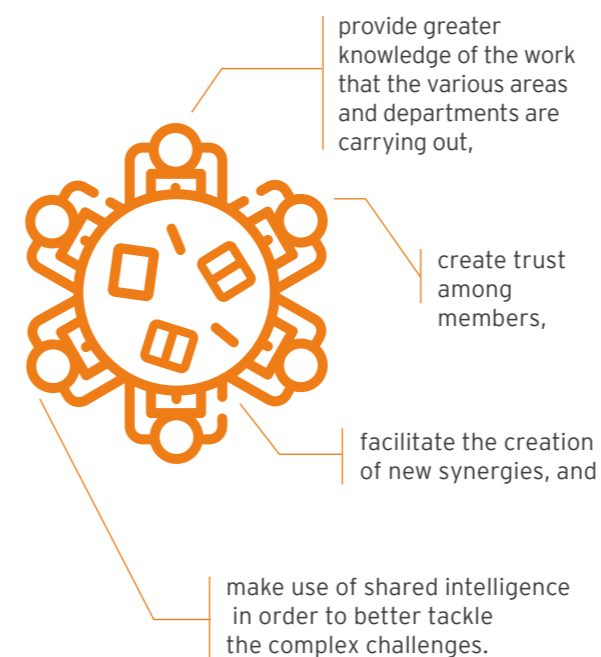 provide greater
knowledge of the work
that the various areas
and departments are
carrying out,
create trust
among
members,
facilitate the creation
of new synergies, and
make use of shared intelligence
in order to better tackle
the complex challenges.